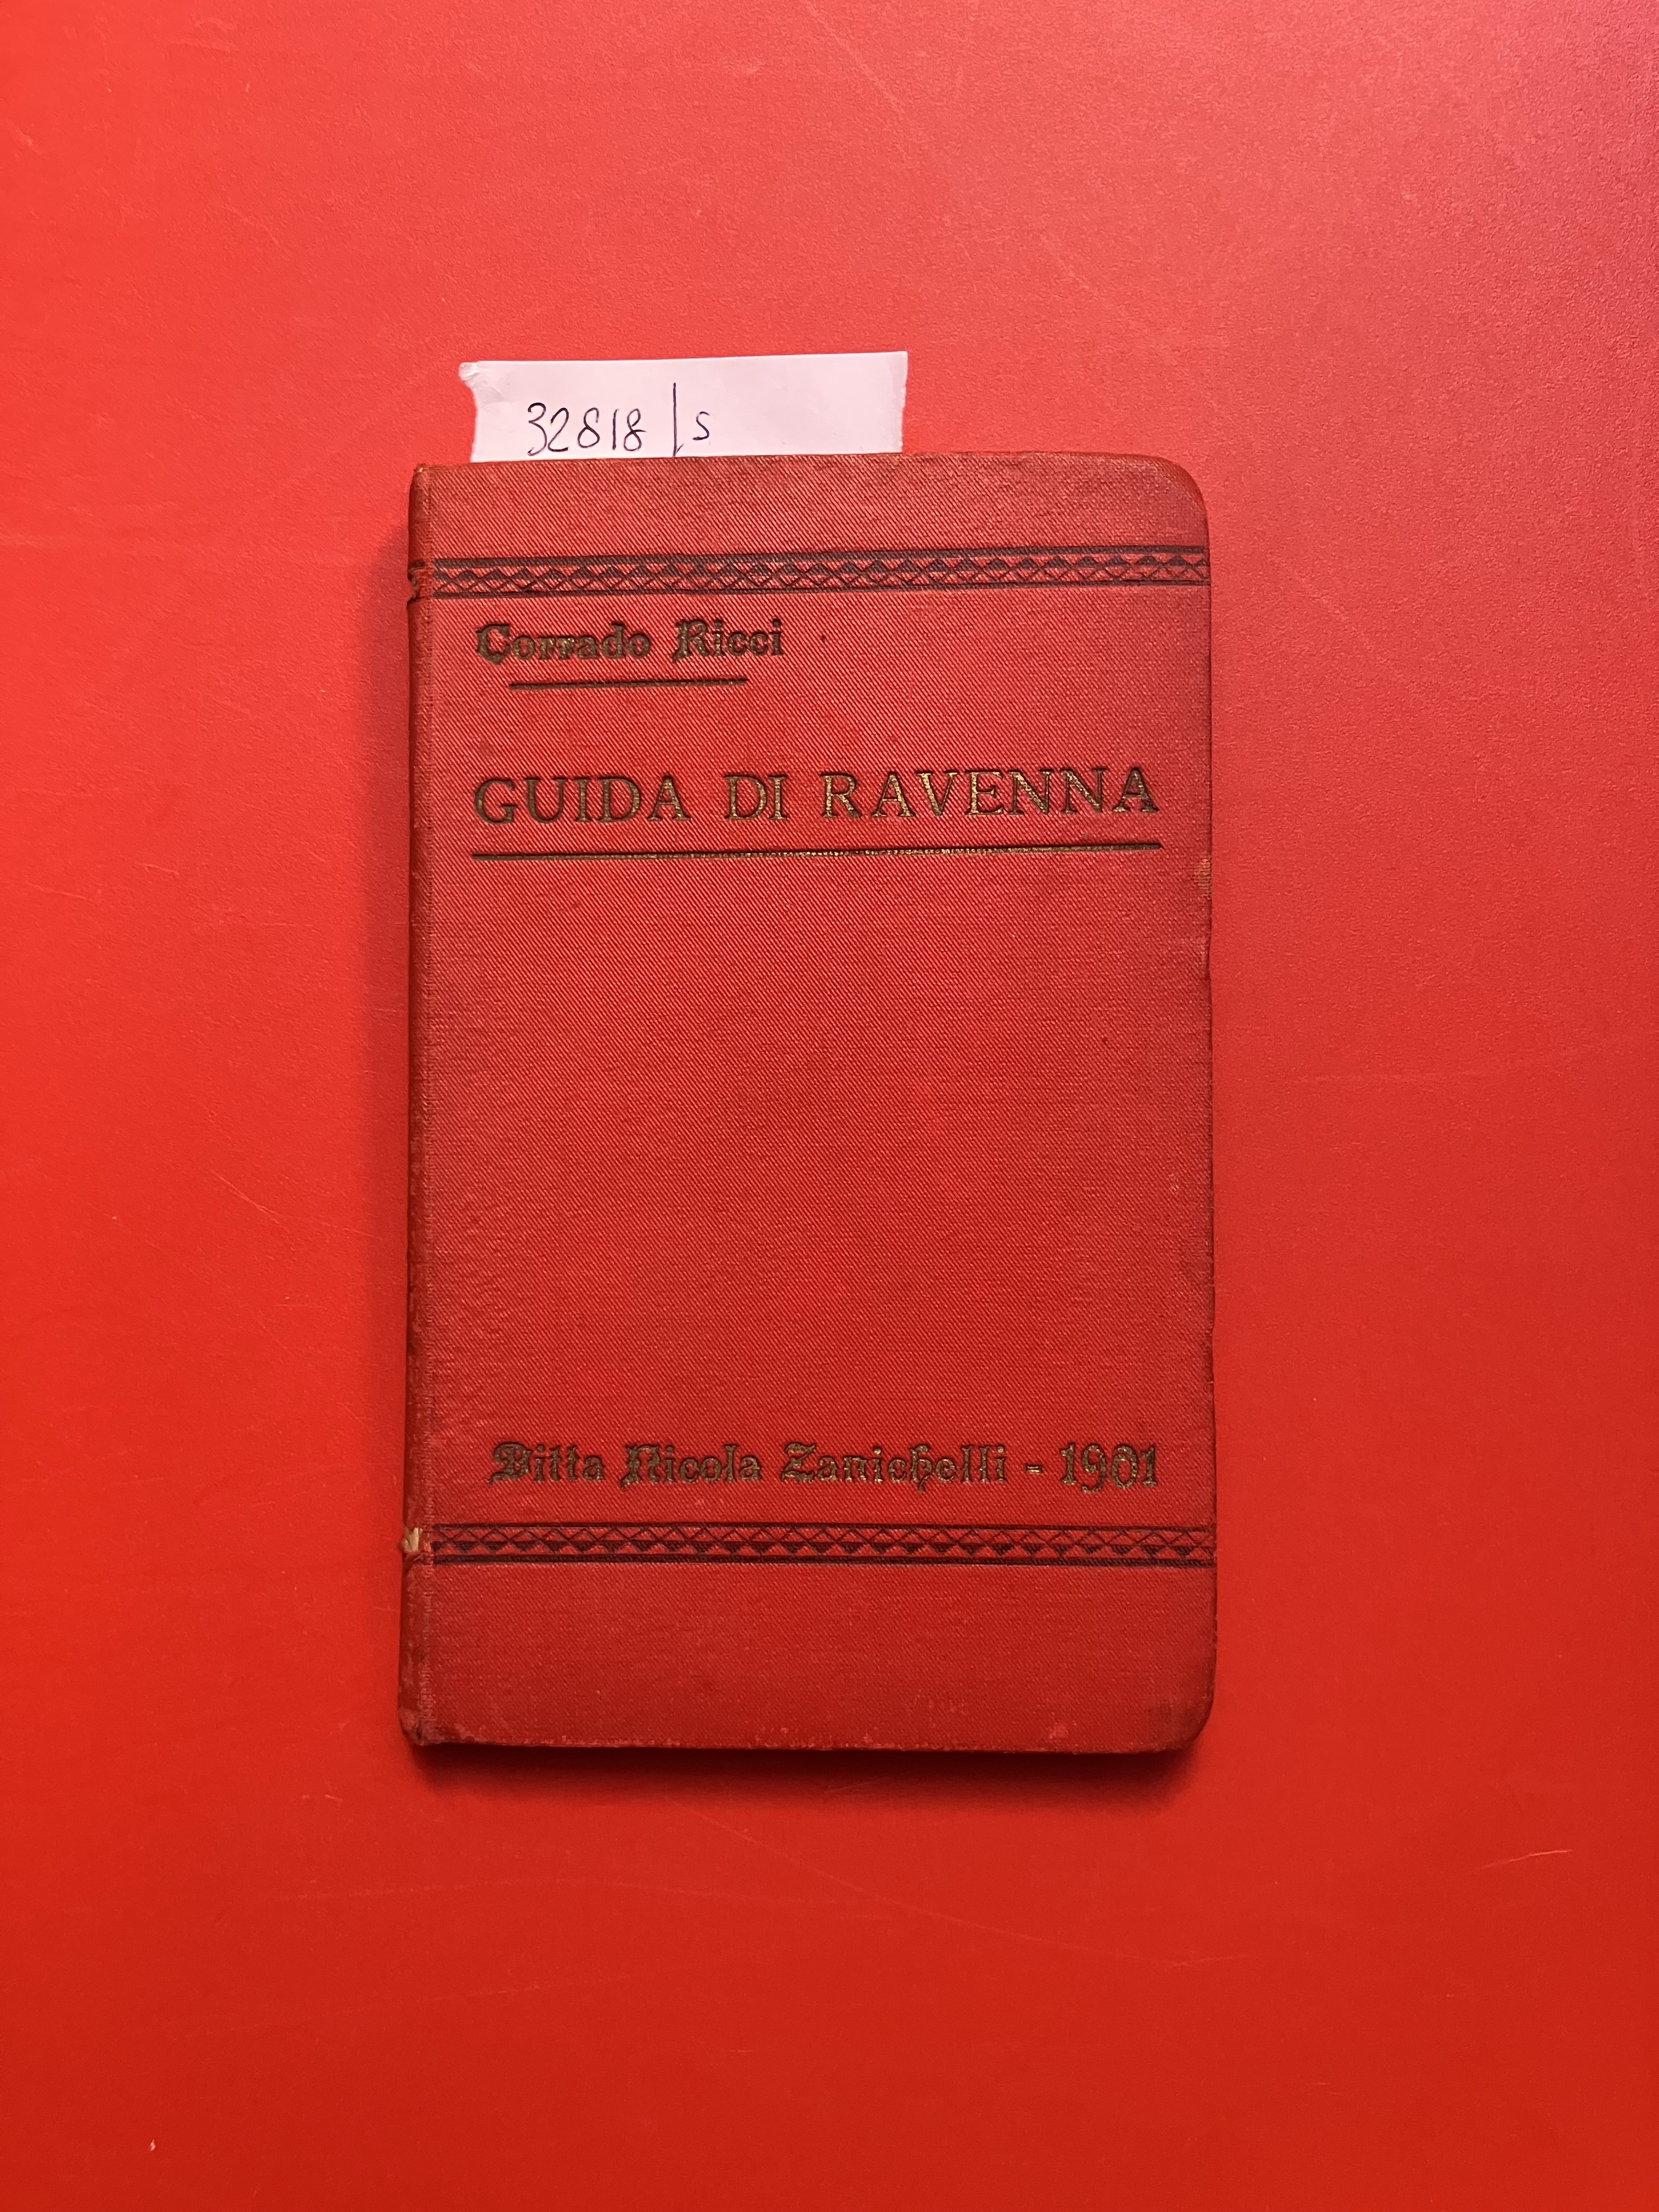 32818/s
Corrado Ricci
GUIDA DI RAVENNA
Ditta Nicola Zanichelli - 1901